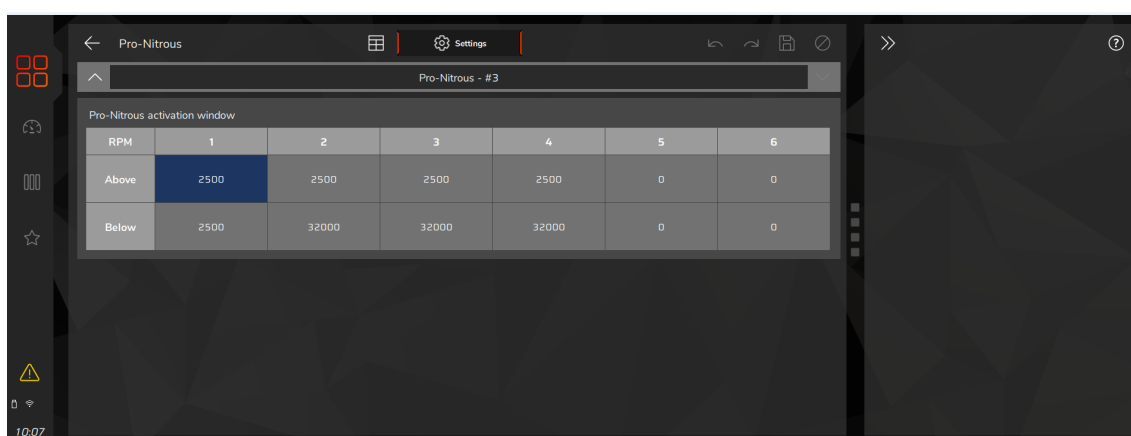 Pro-Nitrous
Settings
Pro-Nitrous - #3
Pro-Nitrous activation window
RPM 1 2 3 4 5 6
Above 2500 2500 2500 2500 0 0
Below 2500 32000 32000 32000 0 0
10:07